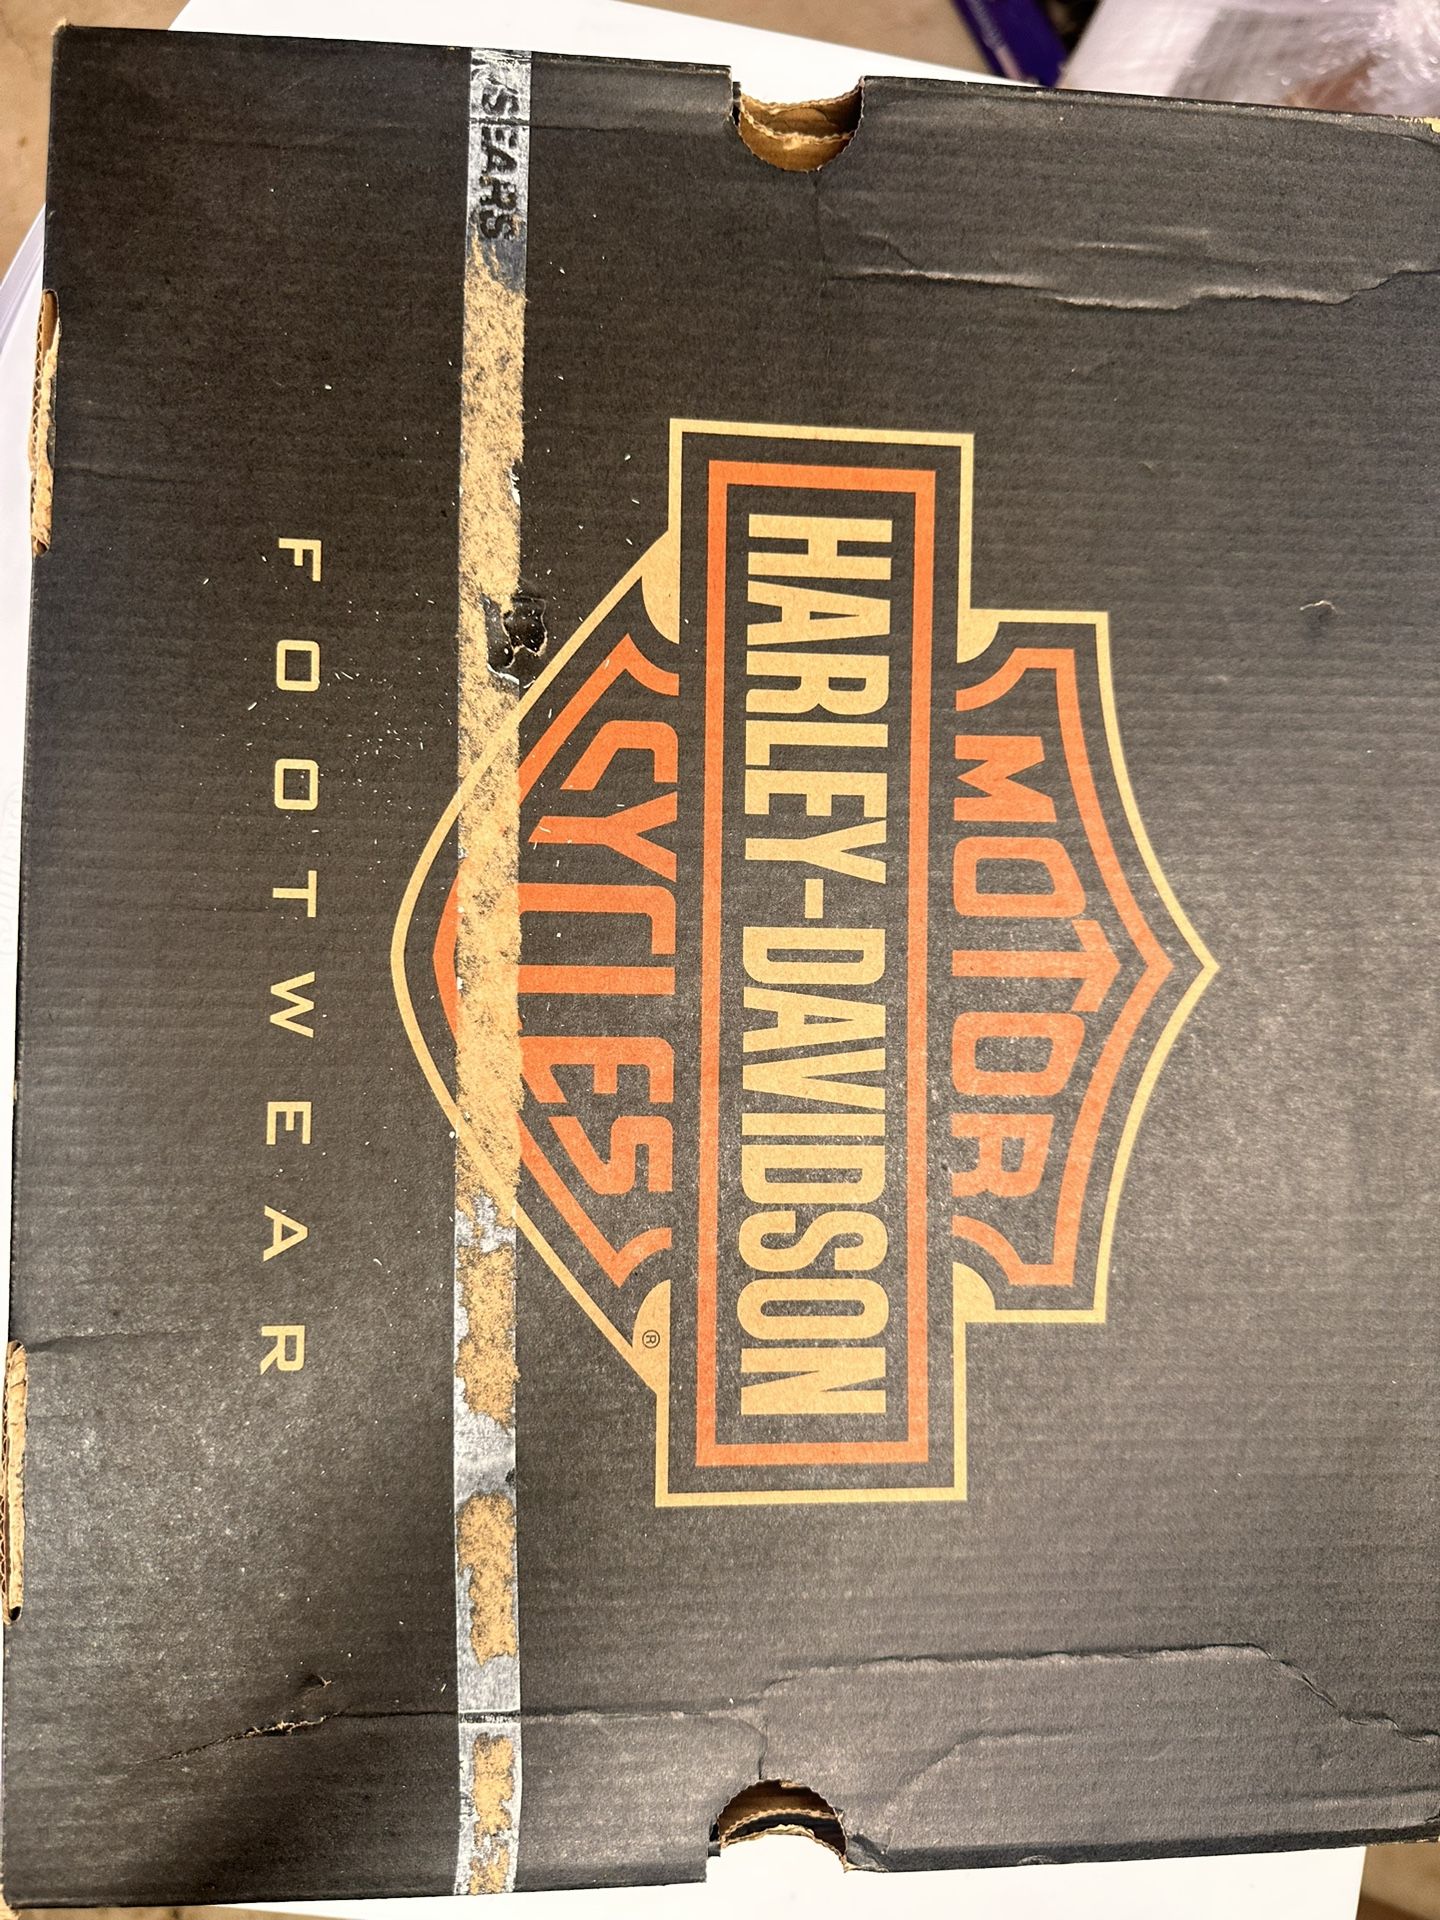 MOTOR
HARLEY-DAVIDSON
CYCLES
®
FOOTWEAR
SEARS